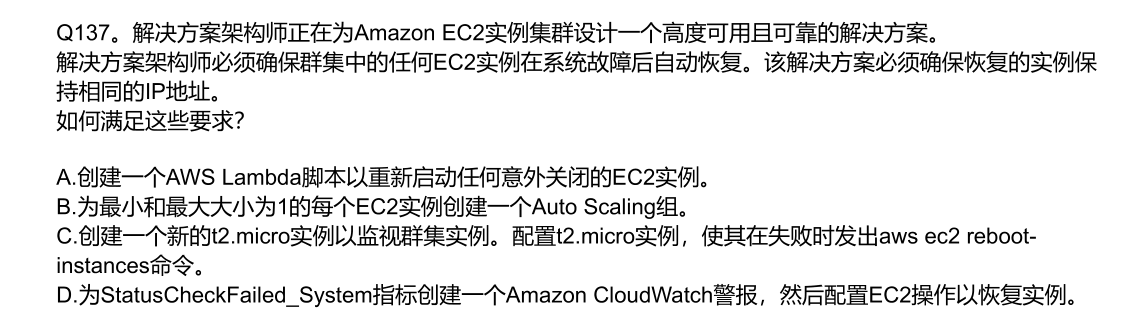 Q137。解决方案架构师正在为Amazon EC2实例集群设计一个高度可用且可靠的解决方案。
解决方案架构师必须确保群集中的任何EC2实例在系统故障后自动恢复。该解决方案必须确保恢复的实例保
持相同的IP地址。
如何满足这些要求？
A.创建一个AWS Lambda脚本以重新启动任何意外关闭的EC2实例。
B.为最小和最大大小为1的每个EC2实例创建一个Auto Scaling组。
C.创建一个新的t2.micro实例以监视群集实例。配置t2.micro实例，使其在失败时发出aws ec2 reboot-
instances命令。
D.为StatusCheckFailed_System指标创建一个Amazon CloudWatch警报，然后配置EC2操作以恢复实例。